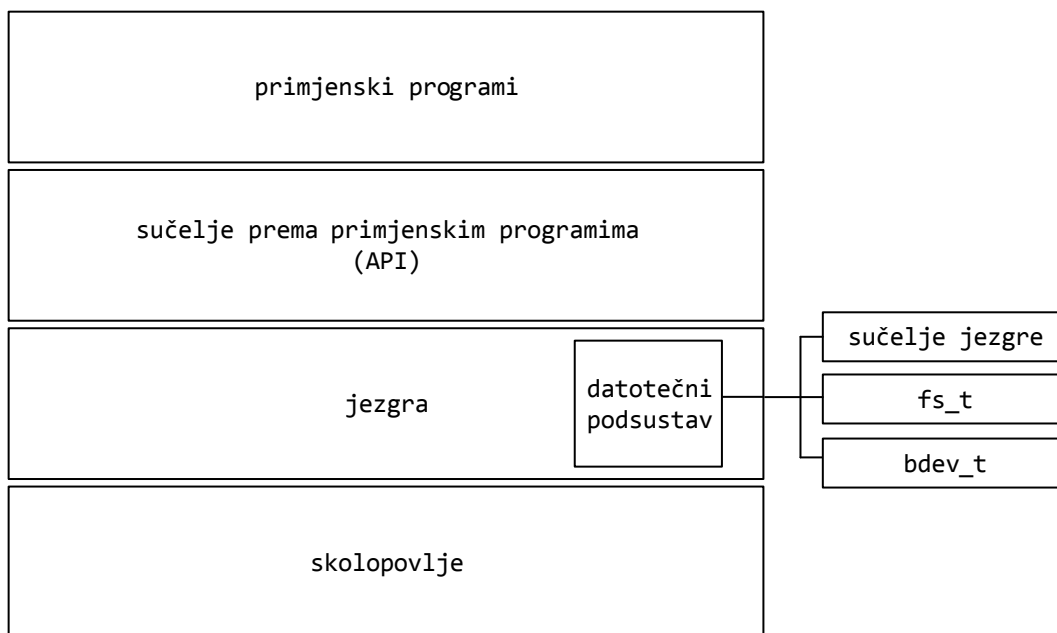 primjenski programi
sučelje prema primjenskim programima
(API)
jezgra
datotečni
podsustav
sučelje jezgre
fs_t
bdev_t
skolopovlje